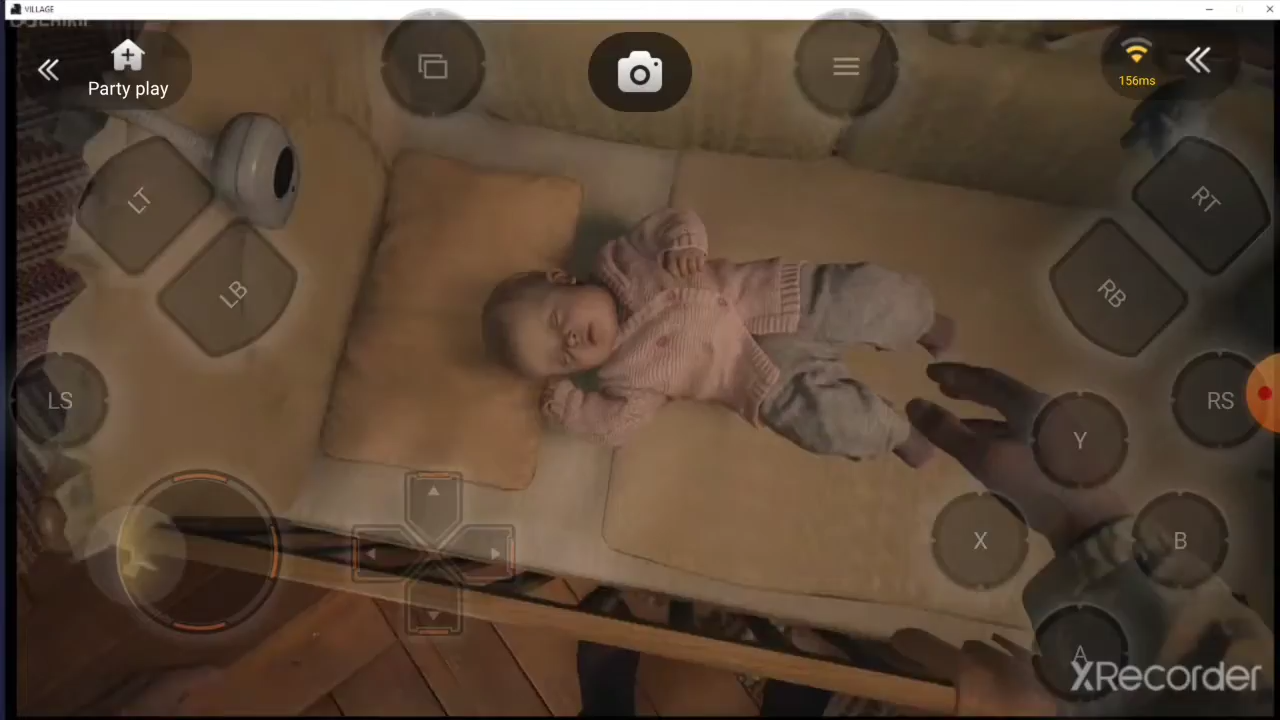 VILLAGE
Party play
156ms
LT
RT
LB
RB
LS
RS
Y
X
B
A
XRecorder